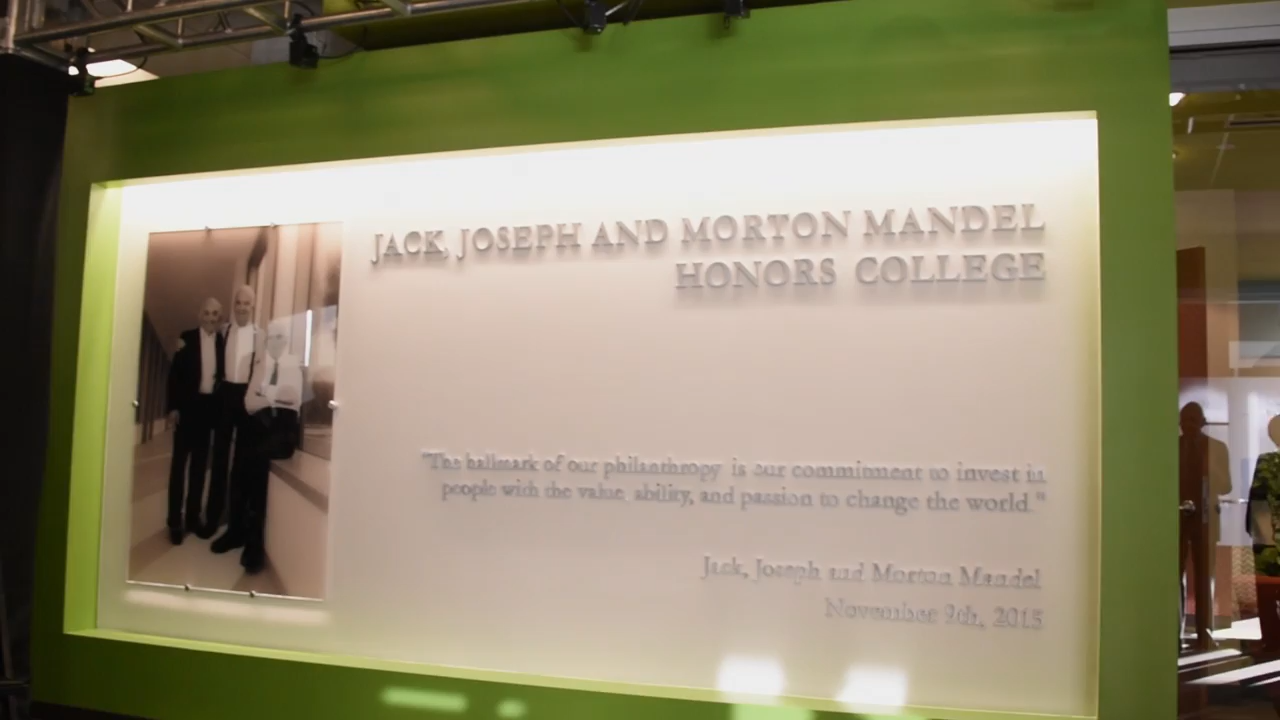 JACK, JOSEPH AND MORTON MANDEL
HONORS COLLEGE
"The hallmark of our philanthropy is our commitment to invest in
people with the value, ability, and passion to change the world."
Jack, Joseph and Morton Mandel
November 9th, 2015